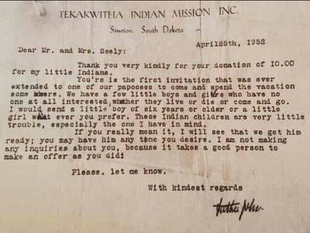 TEKAKWITHA INDIAN MISSION INC.
Sisseton, South Dakota
April 25th, 1952
Dear Mr. and Mrs. Seely:
Thank you very kindly for your donation of 10.00
for my little Indians.
You're is the first invitation that was ever
extended to one of our papooses to come and spend the vacation
some where. We have a few little boys and girls who have no
one at all interested, whether they live or die or come and go.
I would send a little boy of six years or older or a little
girl what ever you prefer. These Indian children are very little
trouble, especially the one I have in mind.
If you really mean it, I will see that we get him
ready; you may have him any time you desire. I am not making
any inquiries about you, because it takes a good person to
make an offer as you did!
Please. let me know.
With kindest regards